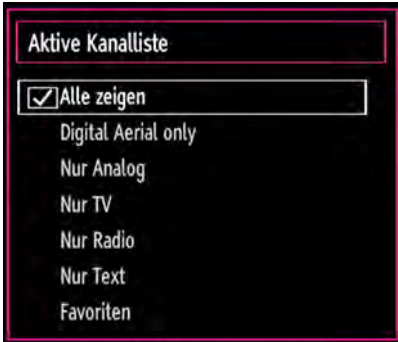 Aktive Kanalliste
Alle zeigen
Digital Aerial only
Nur Analog
Nur TV
Nur Radio
Nur Text
Favoriten